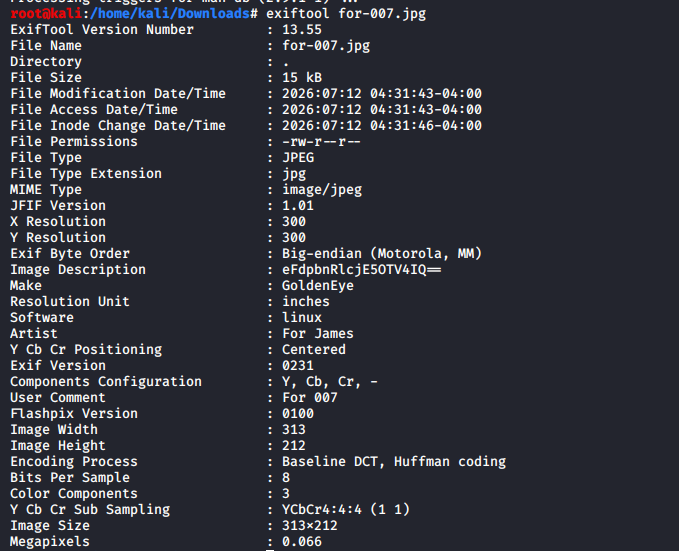 root@kali:/home/kali/Downloads# exiftool for-007.jpg
ExifTool Version Number         : 13.55
File Name                       : for-007.jpg
Directory                       : .
File Size                       : 15 kB
File Modification Date/Time     : 2026:07:12 04:31:43-04:00
File Access Date/Time           : 2026:07:12 04:31:43-04:00
File Inode Change Date/Time     : 2026:07:12 04:31:46-04:00
File Permissions                : -rw-r--r--
File Type                       : JPEG
File Type Extension             : jpg
MIME Type                       : image/jpeg
JFIF Version                    : 1.01
X Resolution                    : 300
Y Resolution                    : 300
Exif Byte Order                 : Big-endian (Motorola, MM)
Image Description               : eFdpbnRlcjE5OTV4IQ==
Make                            : GoldenEye
Resolution Unit                 : inches
Software                        : linux
Artist                          : For James
Y Cb Cr Positioning             : Centered
Exif Version                    : 0231
Components Configuration        : Y, Cb, Cr, -
User Comment                    : For 007
Flashpix Version                : 0100
Image Width                     : 313
Image Height                    : 212
Encoding Process                : Baseline DCT, Huffman coding
Bits Per Sample                 : 8
Color Components                : 3
Y Cb Cr Sub Sampling            : YCbCr4:4:4 (1 1)
Image Size                      : 313×212
Megapixels                      : 0.066